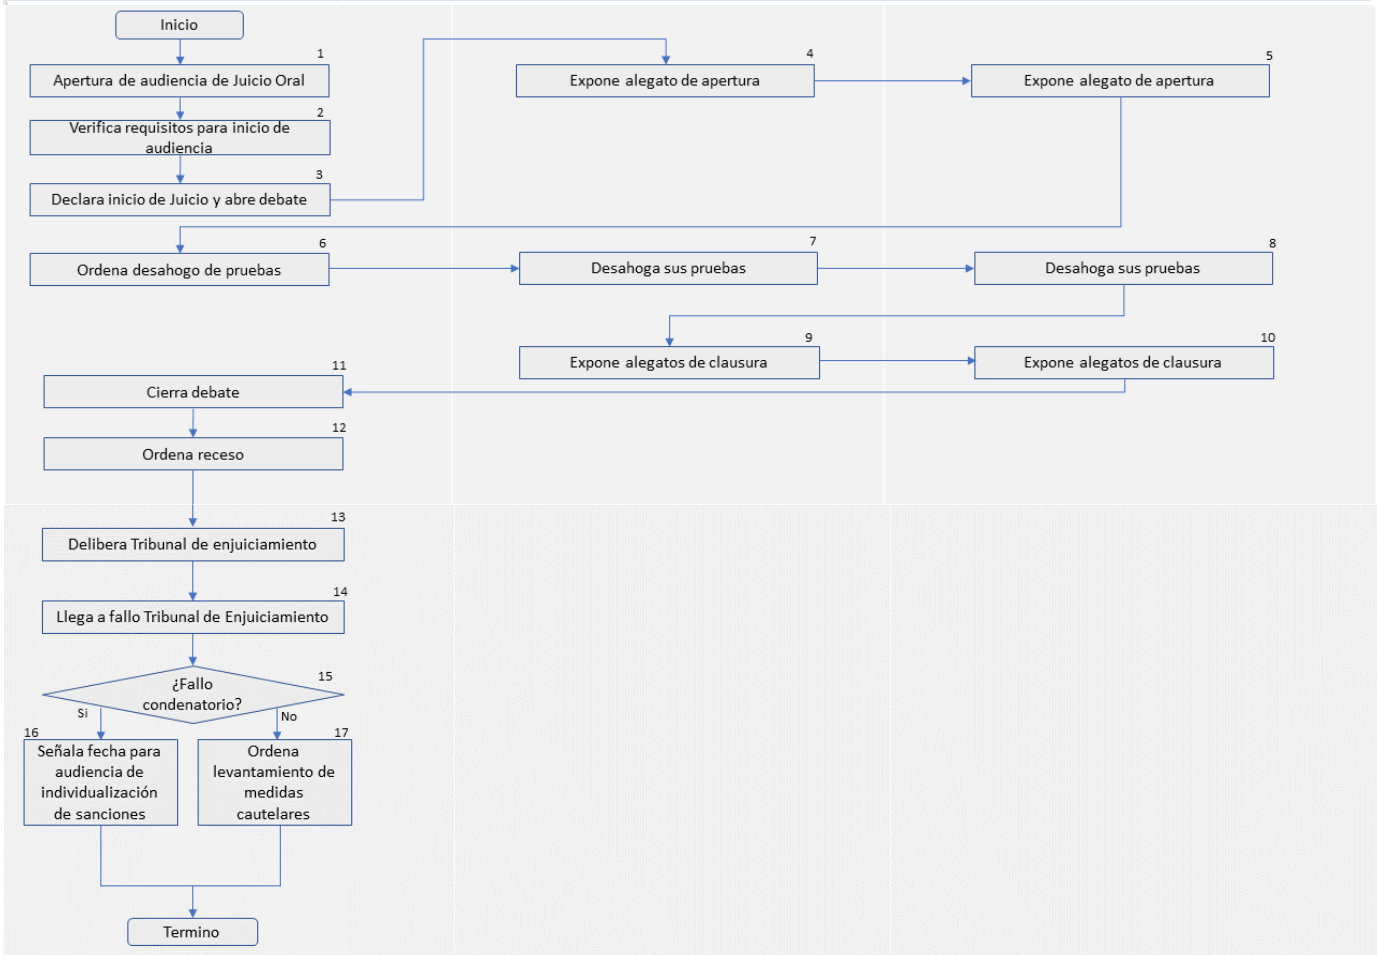 Inicio
1
Apertura de audiencia de Juicio Oral
2
Verifica requisitos para inicio de
audiencia
3
Declara inicio de Juicio y abre debate
4
Expone alegato de apertura
5
Expone alegato de apertura
6
Ordena desahogo de pruebas
7
Desahoga sus pruebas
8
Desahoga sus pruebas
9
Expone alegatos de clausura
10
Expone alegatos de clausura
11
Cierra debate
12
Ordena receso
13
Delibera Tribunal de enjuiciamiento
14
Llega a fallo Tribunal de Enjuiciamiento
15
¿Fallo
condenatorio?
Si
No
16
Señala fecha para
audiencia de
individualización
de sanciones
17
Ordena
levantamiento de
medidas
cautelares
Termino